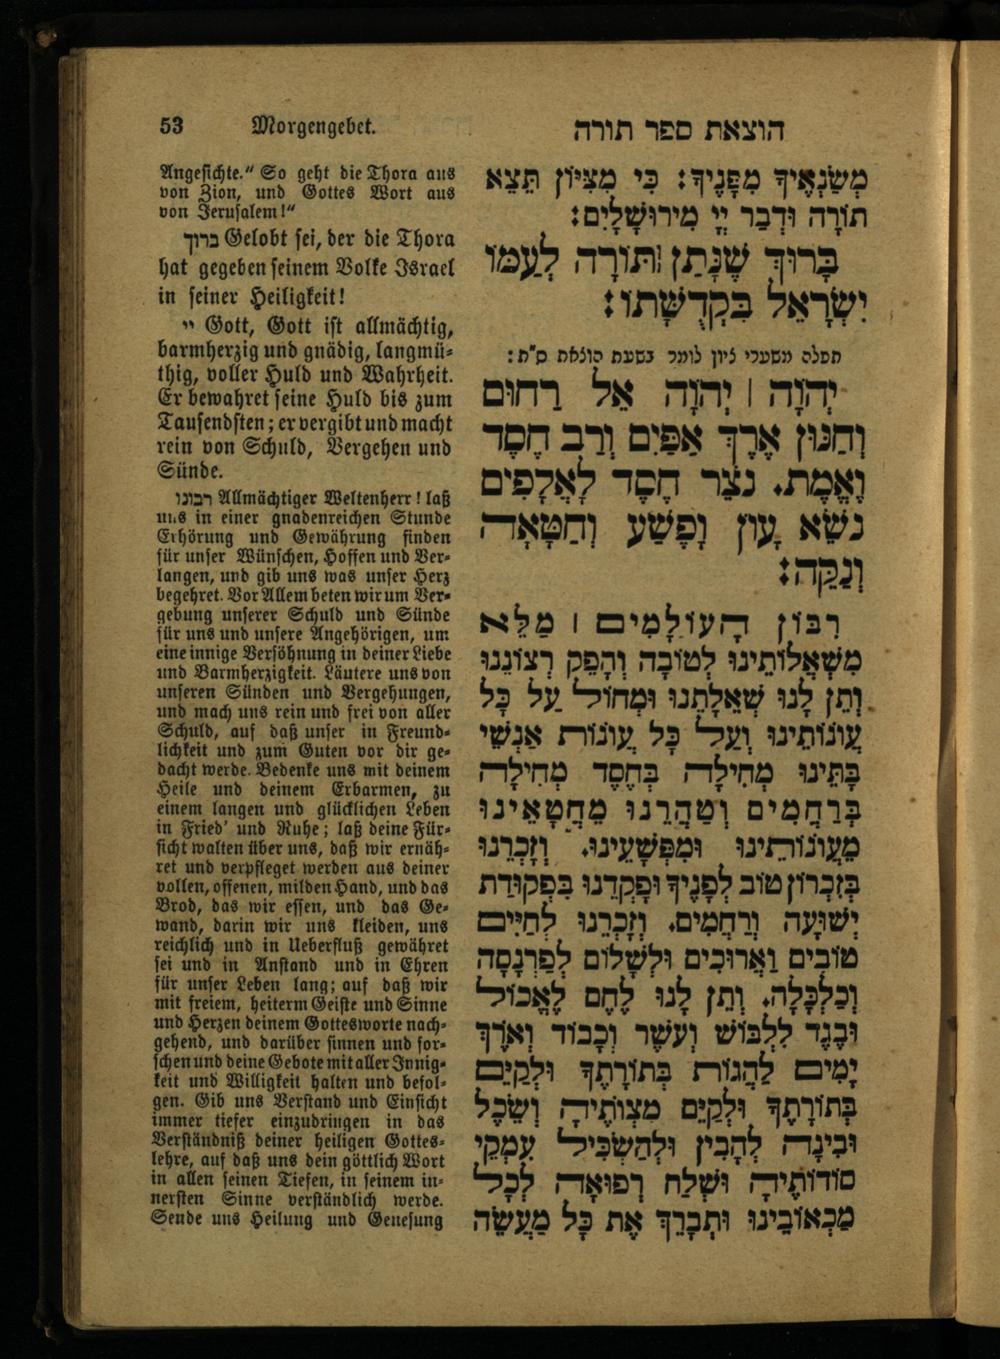 53 Morgengebet.
הוצאת ספר תורה
Angesichte." So geht die Thora aus
von Zion, und Gottes Wort aus
von Jerusalem!"
ברוך Gelobt sei, der die Thora
hat gegeben seinem Volke Israel
in seiner Heiligkeit!
יי Gott, Gott ist allmächtig,
barmherzig und gnädig, langmü-
thig, voller Huld und Wahrheit.
Er bewahret seine Huld bis zum
Tausendsten; er vergibt und macht
rein von Schuld, Vergehen und
Sünde.
רבונו Allmächtiger Weltenherr! laß
uns in einer gnadenreichen Stunde
Erhörung und Gewährung finden
für unser Wünschen, Hoffen und Ver-
langen, und gib uns was unser Herz
begehret. Vor Allem beten wir um Ver-
gebung unserer Schuld und Sünde
für uns und unsere Angehörigen, um
eine innige Versöhnung in deiner Liebe
und Barmherzigkeit. Läutere uns von
unseren Sünden und Vergehungen,
und mach uns rein und frei von aller
Schuld, auf daß unser in Freund-
lichkeit und zum Guten vor dir ge-
dacht werde. Bedenke uns mit deinem
Heile und deinem Erbarmen, zu
einem langen und glücklichen Leben
in Fried' und Ruhe; laß deine Für-
sicht walten über uns, daß wir ernäh-
ret und verpfleget werden aus deiner
vollen, offenen, milden Hand, und das
Brod, das wir essen, und das Ge-
wand, darin wir uns kleiden, uns
reichlich und in Ueberfluß gewähret
sei und in Anstand und in Ehren
für unser Leben lang; auf daß wir
mit freiem, heiterm Geiste und Sinne
und Herzen deinem Gottesworte nach-
gehend, und darüber sinnen und for-
schen und deine Gebote mit aller Innig-
keit und Willigkeit halten und befol-
gen. Gib uns Verstand und Einsicht
immer tiefer einzudringen in das
Verständniß deiner heiligen Gottes-
lehre, auf daß uns dein göttlich Wort
in allen seinen Tiefen, in seinem in-
nersten Sinne verständlich werde.
Sende uns Heilung und Genesung
מְשַׂנְאֶיךָ מִפָּנֶיךָ: כִּי מִצִּיוֹן תֵּצֵא
תוֹרָה וּדְבַר יְיָ מִירוּשָׁלָיִם:
בָּרוּךְ שֶׁנָּתַן תּוֹרָה לְעַמּוֹ
יִשְׂרָאֵל בִּקְדֻשָּׁתוֹ:
תפלה משערי ציון לומר בשעת הוצאת ס"ת:
יְהוָֹה | יְהוָֹה אֵל רַחוּם
וְחַנּוּן אֶרֶךְ אַפַּיִם וְרַב חֶסֶד
וֶאֱמֶת. נֹצֵר חֶסֶד לָאֲלָפִים
נֹשֵׂא עָוֹן וָפֶשַׁע וְחַטָּאָה
וְנַקֵּה:
רִבּוֹן הָעוֹלָמִים | מַלֵּא
מִשְׁאֲלוֹתֵינוּ לְטוֹבָה וְהָפֵק רְצוֹנֵנוּ
וְתֵן לָנוּ שְׁאֵלָתֵנוּ וּמְחוֹל עַל כָּל
עֲוֹנוֹתֵינוּ וְעַל כָּל עֲוֹנוֹת אַנְשֵׁי
בָּתֵּינוּ מְחִילָה בְּחֶסֶד מְחִילָה
בְּרַחֲמִים וְטַהֲרֵנוּ מֵחֲטָאֵינוּ
מֵעֲוֹנוֹתֵינוּ וּמִפְּשָׁעֵינוּ. וְזָכְרֵנוּ
בְּזִכְרוֹן טוֹב לְפָנֶיךָ וּפָקְדֵנוּ בִּפְקוּדַת
יְשׁוּעָה וְרַחֲמִים. וְזָכְרֵנוּ לְחַיִּים
טוֹבִים וַאֲרוּכִים וּלְשָׁלוֹם לְפַרְנָסָה
וְכַלְכָּלָה. וְתֵן לָנוּ לֶחֶם לֶאֱכוֹל
וּבֶגֶד לִלְבּוֹשׁ וְעֹשֶׁר וְכָבוֹד וְאוֹרֶךְ
יָמִים לַהֲגוֹת בְּתוֹרָתֶךָ וּלְקַיֵּם
בְּתוֹרָתֶךָ וּלְקַיֵּם מִצְוֹתֶיהָ וְשֵׂכֶל
וּבִינָה לְהָבִין וּלְהַשְׂכִּיל עִמְקֵי
סוֹדוֹתֶיהָ וּשְׁלַח רְפוּאָה לְכָל
מַכְאוֹבֵינוּ וּתְבָרֵךְ אֶת כָּל מַעֲשֵׂה